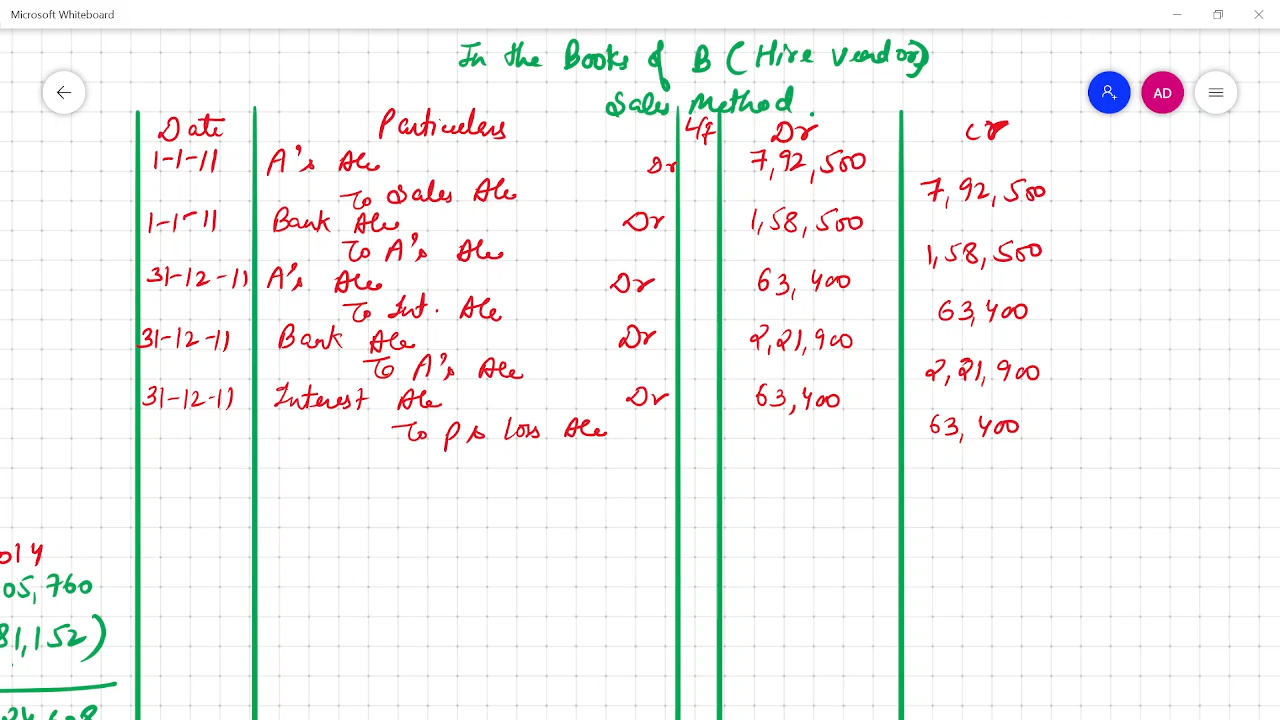 Microsoft Whiteboard
In the Books of B (Hire Vendor)
Sales Method.
AD
Date Particulars L/f Dr Cr
1-1-11 A's A/c Dr 7,92,500
To Sales A/c 7,92,500
1-1-11 Bank A/c Dr 1,58,500
To A's A/c 1,58,500
31-12-11 A's A/c Dr 63,400
To Int. A/c 63,400
31-12-11 Bank A/c Dr 2,21,900
To A's A/c 2,21,900
31-12-11 Interest A/c Dr 63,400
To P & Loss A/c 63,400
014
05,760
81,152)